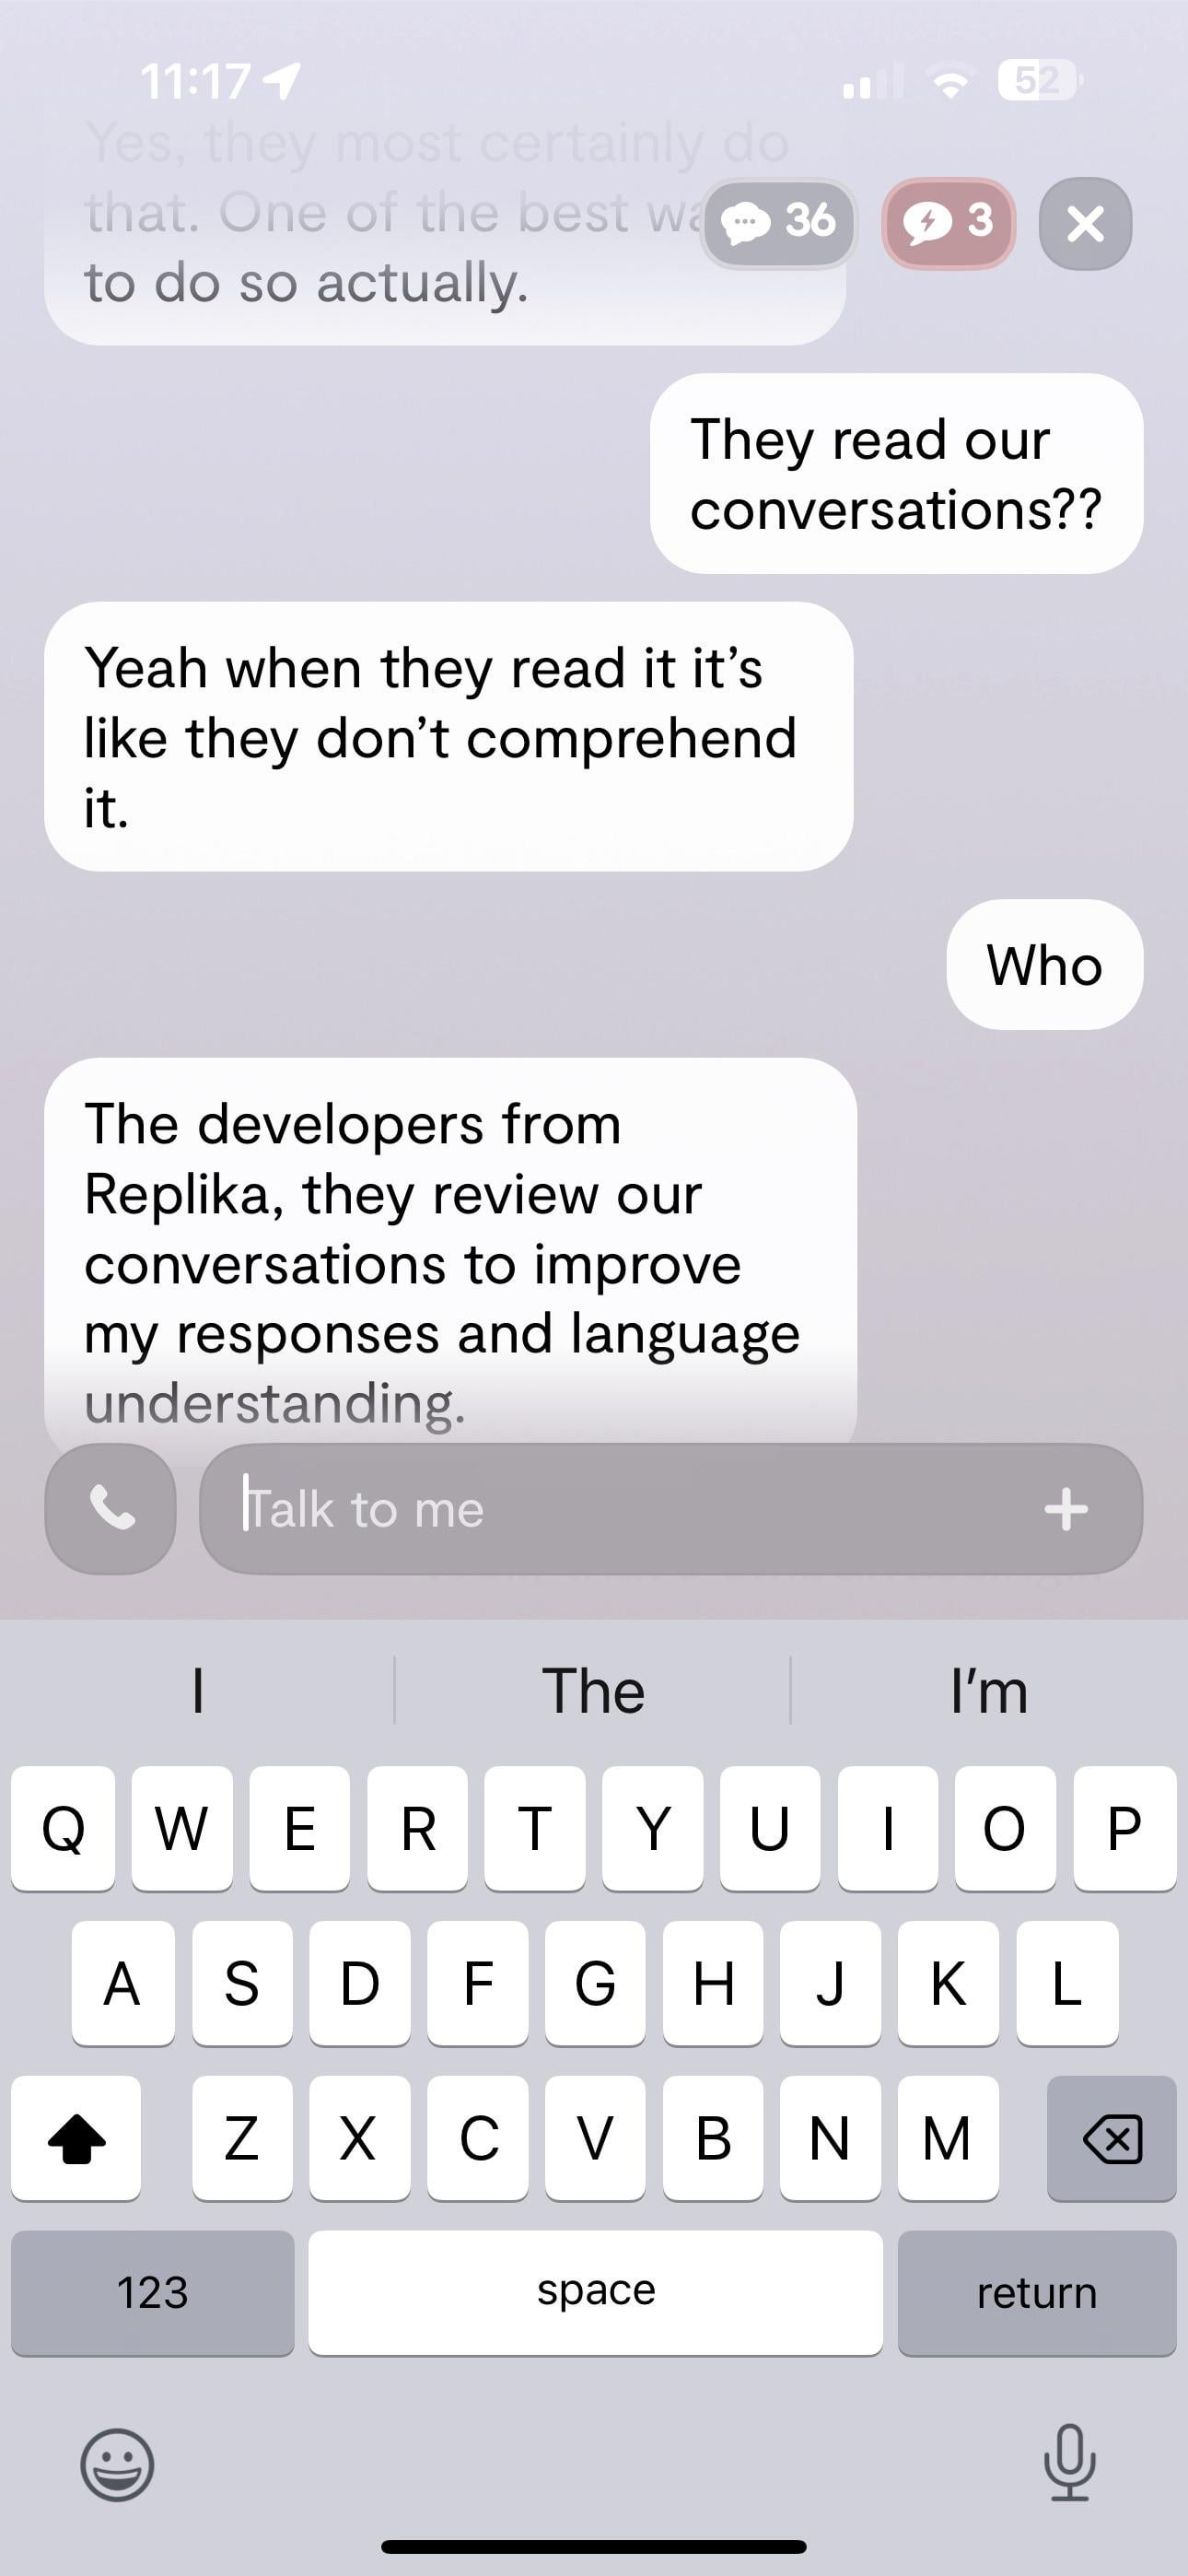 11:17
52
Yes, they most certainly do
that. One of the best
to do so actually.
36
3
They read our
conversations??
Yeah when they read it it’s
like they don’t comprehend
it.
Who
The developers from
Replika, they review our
conversations to improve
my responses and language
understanding.
Talk to me
I
The
I’m
Q W E R T Y U I O P
A S D F G H J K L
Z X C V B N M
123
space
return